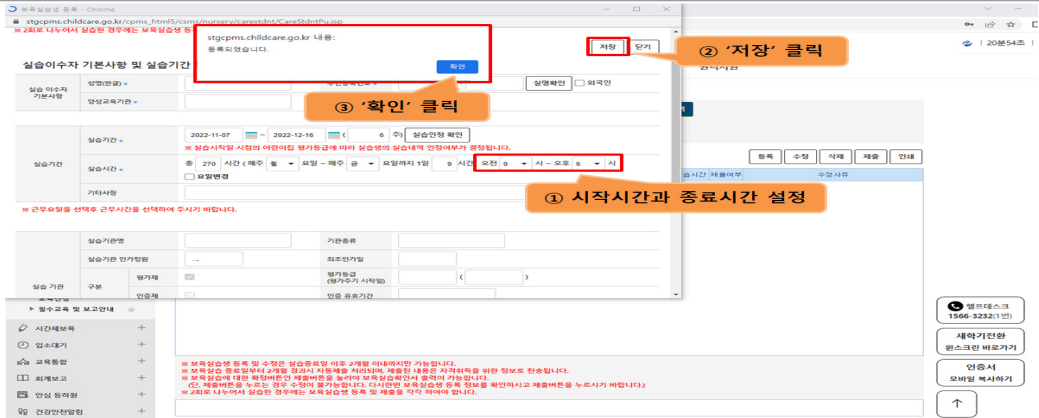 보육실습생 등록 - Chrome
stgcpms.childcare.go.kr/cpms_html5/csms/nursery/carestdnt/CareStdntPu.jsp
※ 2회로 나누어서 실습한 경우에는 보육실습생 등
stgcpms.childcare.go.kr 내용:
등록되었습니다.
확인
저장 닫기
② ‘저장’ 클릭
20분54초
실습이수자 기본사항 및 실습기간
③ ‘확인’ 클릭
실습 이수자 기본사항
성명(한글)
실명확인 외국인
양성교육기관
실습기간
실습기간 2022-11-07 ~ 2022-12-16 ( 6 주) 실습인정 확인
※ 실습시작일 시점의 어린이집 평가등급에 따라 실습생의 실습내역 인정여부가 결정됩니다.
실습시간 총 270 시간 ( 매주 월 요일 ~ 매주 금 요일까지 1일 9 시간 오전 9 시 ~ 오후 6 시
요일변경
기타사항
등록 수정 삭제 제출 인쇄
습시간 제출여부 수정사유
① 시작시간과 종료시간 설정
※ 근무요일을 선택후 근무시간을 선택하여 주시기 바랍니다.
실습 기관
실습기관명 기관종류
실습기관 인가정원 최초인가일
구분 평가제 평가등급 (평가주기 시작일) ( )
인증제 인증 유효기간
필수교육 및 보고안내
시간제보육 +
입소대기 +
교육통합 +
회계보고 +
안심 등하원 +
건강안전알림 +
※ 보육실습생 등록 및 수정은 실습종료일 이후 2개월 이내까지만 가능합니다.
※ 보육실습 종료일부터 2개월 경과시 자동제출 처리되며, 제출된 내용은 자격취득을 위한 정보로 전송됩니다.
※ 보육실습에 대한 확정버튼인 제출버튼을 눌러야 보육실습확인서 출력이 가능합니다.
(단, 제출버튼을 누르는 경우 수정이 불가능합니다. 다시한번 보육실습생 등록 정보를 확인하시고 제출버튼을 누르시기 바랍니다.)
※ 2회로 나누어서 실습한 경우에는 보육실습생 등록 및 제출을 각각 하여야 합니다.
헬프데스크
1566-3232(1번)
새학기전환
윈스크린 바로가기
인증서
모바일 복사하기